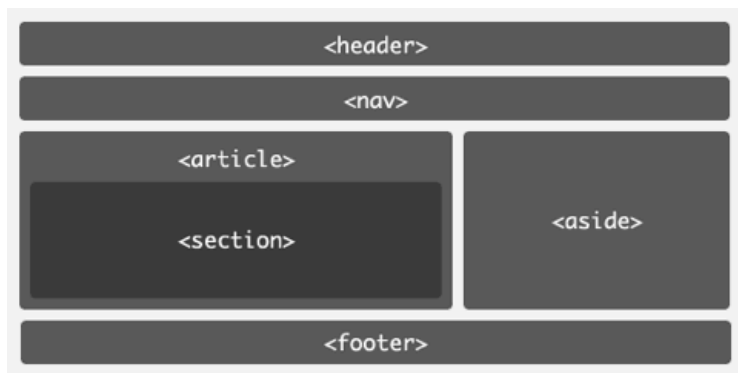 <header>
<nav>
<article>
<section>
<aside>
<footer>